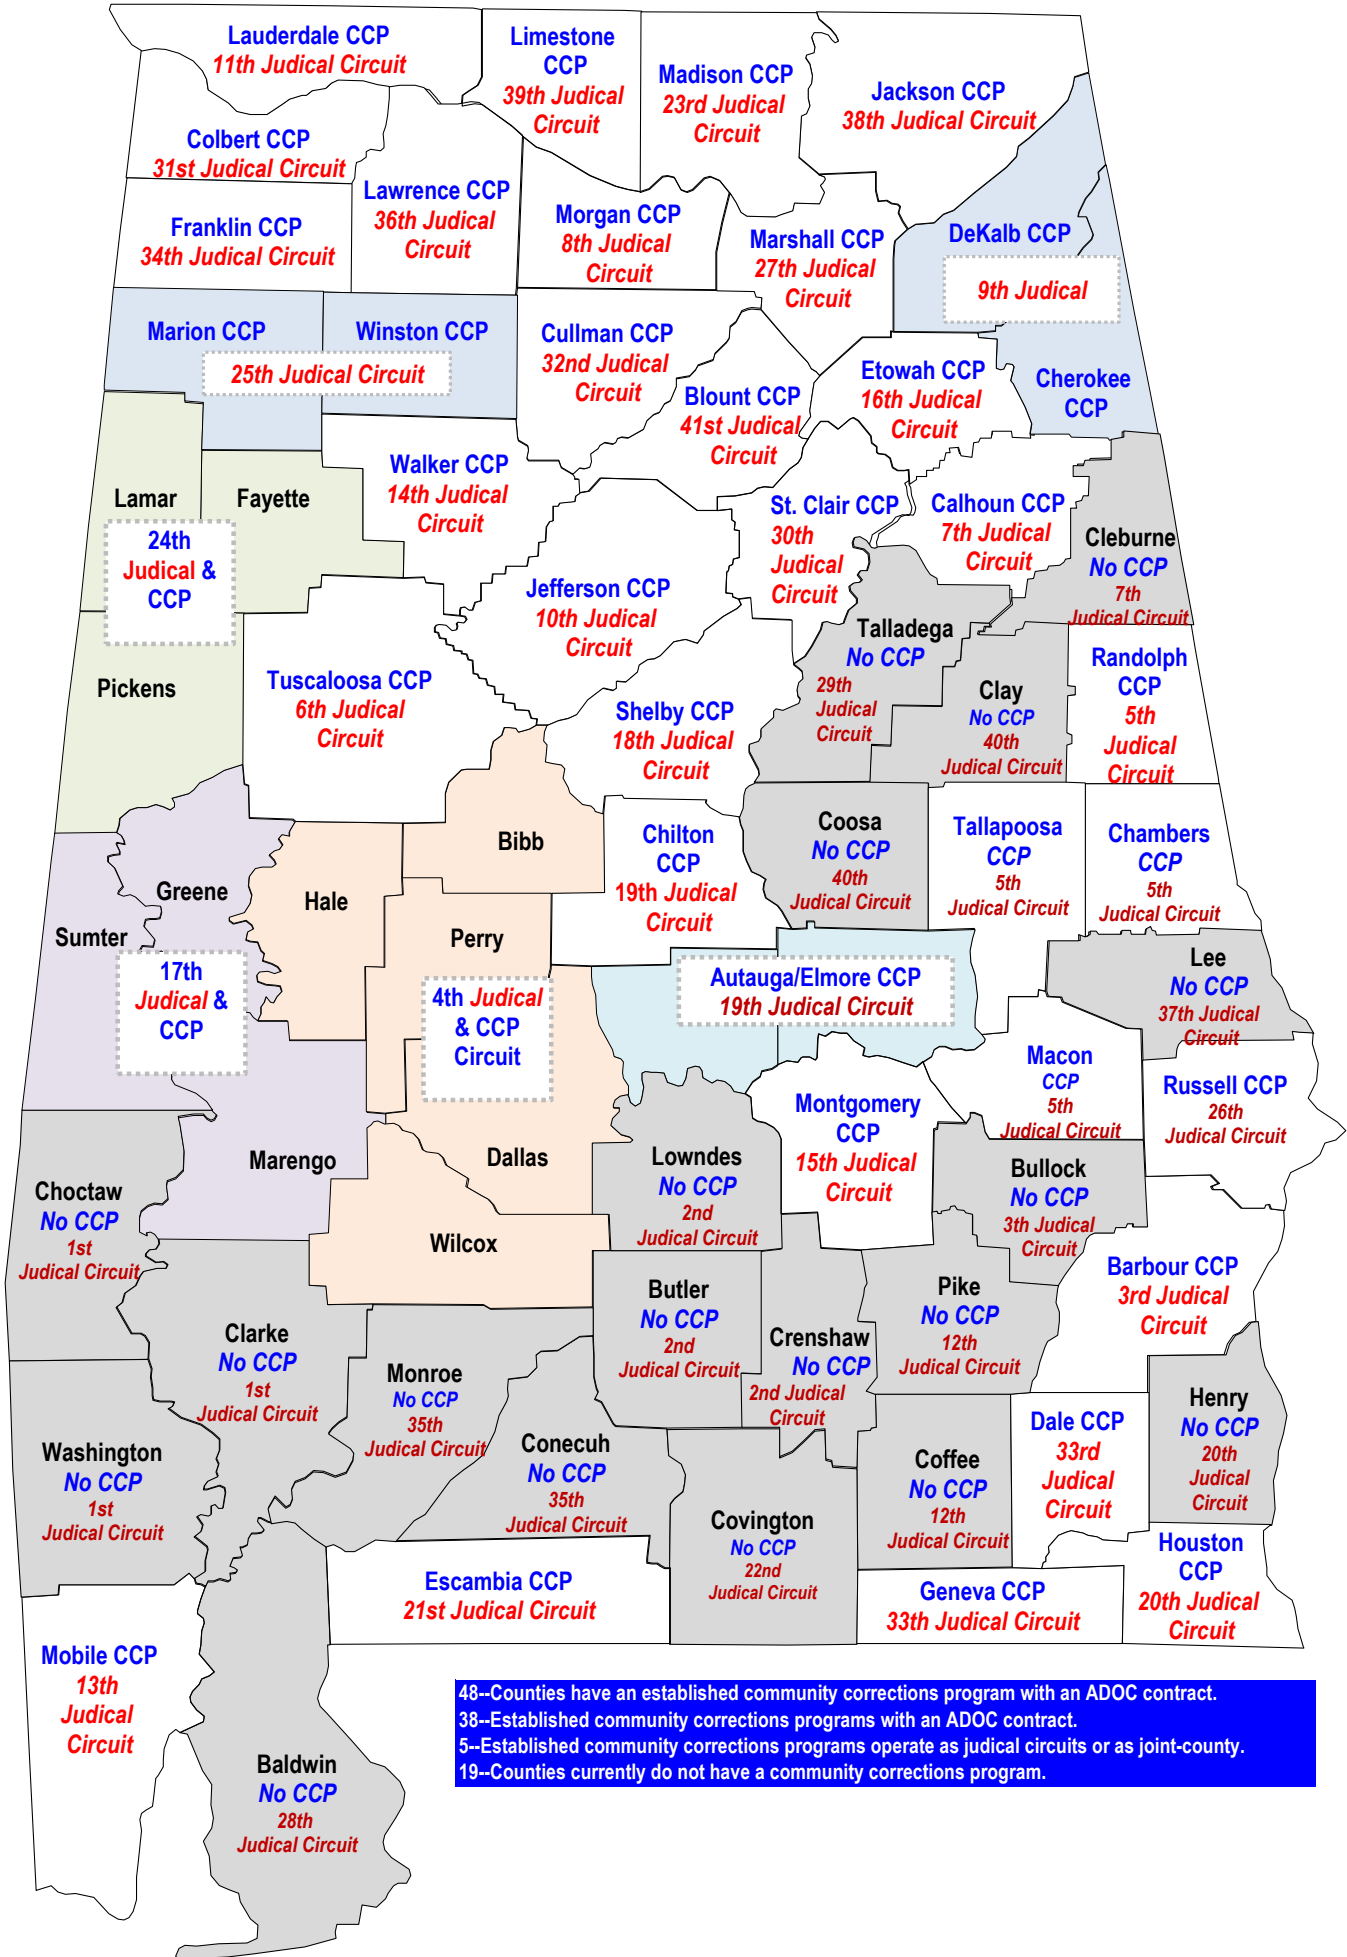 Lauderdale CCP
11th Judical Circuit
Limestone
CCP
39th Judical
Circuit
Madison CCP
23rd Judical
Circuit
Jackson CCP
38th Judical Circuit
Colbert CCP
31st Judical Circuit
Lawrence CCP
36th Judical
Circuit
Franklin CCP
34th Judical Circuit
Morgan CCP
8th Judical
Circuit
Marshall CCP
27th Judical
Circuit
DeKalb CCP
9th Judical
Cherokee
CCP
Marion CCP
Winston CCP
25th Judical Circuit
Cullman CCP
32nd Judical
Circuit
Blount CCP
41st Judical
Circuit
Etowah CCP
16th Judical
Circuit
Walker CCP
14th Judical
Circuit
Lamar
Fayette
24th
Judical &
CCP
Pickens
St. Clair CCP
30th
Judical
Circuit
Calhoun CCP
7th Judical
Circuit
Cleburne
No CCP
7th
Judical Circuit
Jefferson CCP
10th Judical
Circuit
Talladega
No CCP
29th
Judical
Circuit
Clay
No CCP
40th
Judical Circuit
Randolph
CCP
5th
Judical
Circuit
Tuscaloosa CCP
6th Judical
Circuit
Shelby CCP
18th Judical
Circuit
Bibb
Chilton
CCP
19th Judical
Circuit
Coosa
No CCP
40th
Judical Circuit
Tallapoosa
CCP
5th
Judical Circuit
Chambers
CCP
5th
Judical Circuit
Greene
Hale
Sumter
17th
Judical &
CCP
Marengo
Perry
4th Judical
& CCP
Circuit
Dallas
Wilcox
Autauga/Elmore CCP
19th Judical Circuit
Lee
No CCP
37th Judical
Circuit
Macon
CCP
5th
Judical Circuit
Russell CCP
26th
Judical Circuit
Montgomery
CCP
15th Judical
Circuit
Lowndes
No CCP
2nd
Judical Circuit
Bullock
No CCP
3th Judical
Circuit
Choctaw
No CCP
1st
Judical Circuit
Barbour CCP
3rd Judical
Circuit
Butler
No CCP
2nd
Judical Circuit
Crenshaw
No CCP
2nd Judical
Circuit
Pike
No CCP
12th
Judical Circuit
Clarke
No CCP
1st
Judical Circuit
Monroe
No CCP
35th
Judical Circuit
Conecuh
No CCP
35th
Judical Circuit
Henry
No CCP
20th
Judical
Circuit
Dale CCP
33rd
Judical
Circuit
Coffee
No CCP
12th
Judical Circuit
Washington
No CCP
1st
Judical Circuit
Covington
No CCP
22nd
Judical Circuit
Houston
CCP
20th Judical
Circuit
Escambia CCP
21st Judical Circuit
Geneva CCP
33th Judical Circuit
Mobile CCP
13th
Judical
Circuit
Baldwin
No CCP
28th
Judical Circuit
48--Counties have an established community corrections program with an ADOC contract.
38--Established community corrections programs with an ADOC contract.
5--Established community corrections programs operate as judical circuits or as joint-county.
19--Counties currently do not have a community corrections program.